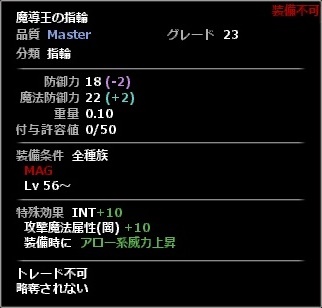 魔導王の指輪 装備不可
品質 Master グレード 23
分類 指輪
防御力 18 (-2)
魔法防御力 22 (+2)
重量 0.10
付与許容値 0/50
装備条件 全種族
MAG
Lv 56～
特殊効果 INT+10
攻撃魔法属性(闇) +10
装備時に アロー系威力上昇
トレード不可
略奪されない